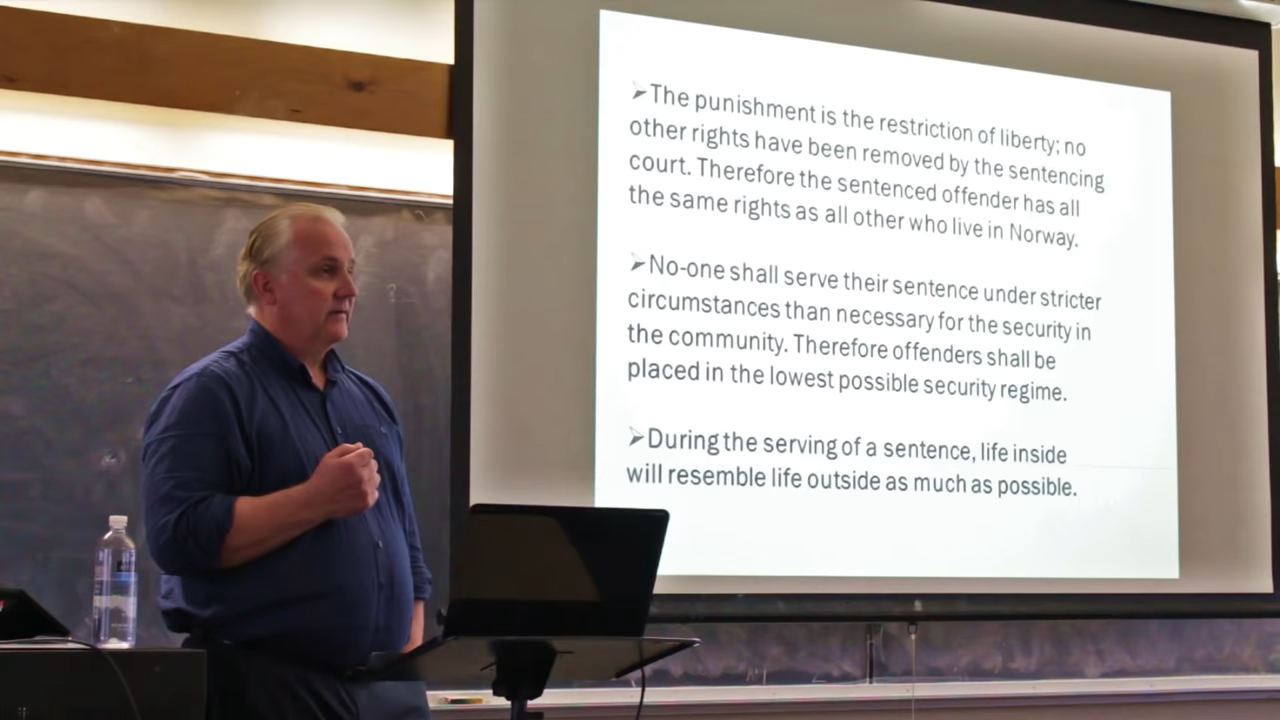 ➢The punishment is the restriction of liberty; no
other rights have been removed by the sentencing
court. Therefore the sentenced offender has all
the same rights as all other who live in Norway.
➢No-one shall serve their sentence under stricter
circumstances than necessary for the security in
the community. Therefore offenders shall be
placed in the lowest possible security regime.
➢During the serving of a sentence, life inside
will resemble life outside as much as possible.